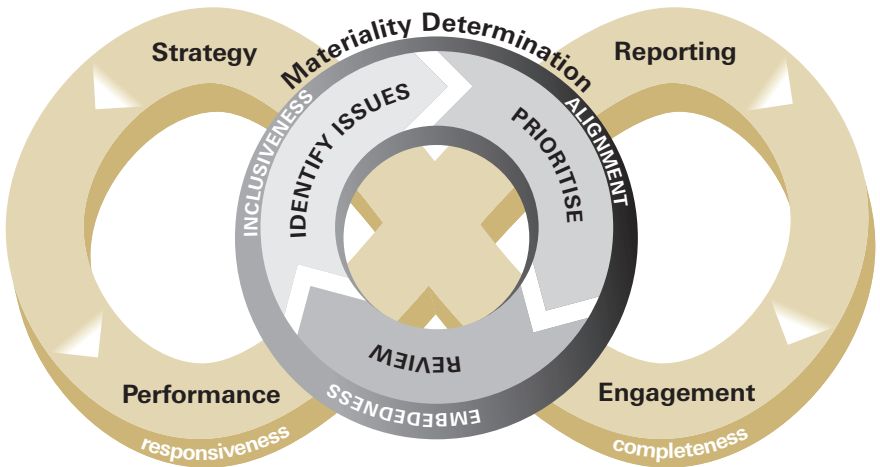 Materiality Determination
Strategy
Reporting
INCLUSIVENESS
IDENTIFY ISSUES
PRIORITISE
ALIGNMENT
REVIEW
EMBEDEDNESS
Performance
Engagement
responsiveness
completeness